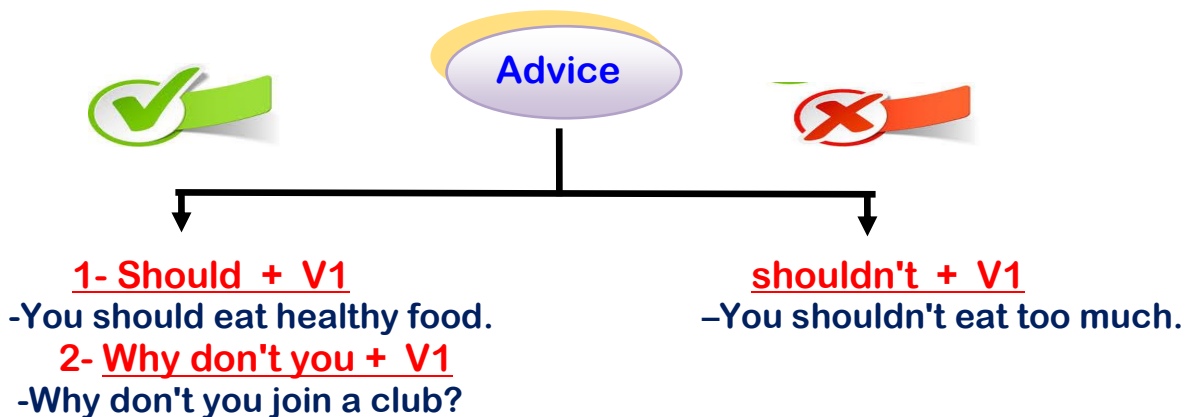 Advice
1- Should + V1
-You should eat healthy food.
2- Why don't you + V1
-Why don't you join a club?
shouldn't + V1
–You shouldn't eat too much.